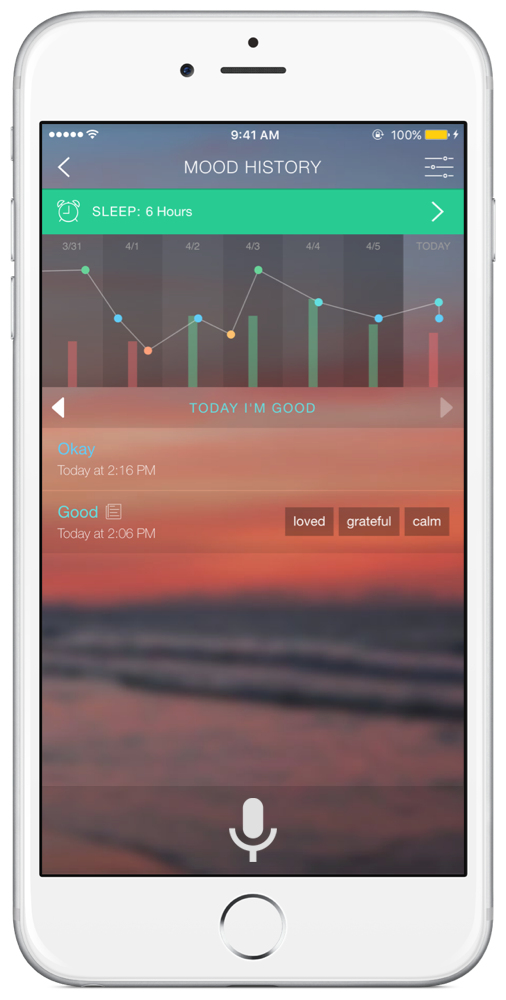 9:41 AM 100%
MOOD HISTORY
SLEEP: 6 Hours
3/31 4/1 4/2 4/3 4/4 4/5 TODAY
TODAY I'M GOOD
Okay
Today at 2:16 PM
Good
Today at 2:06 PM
loved grateful calm